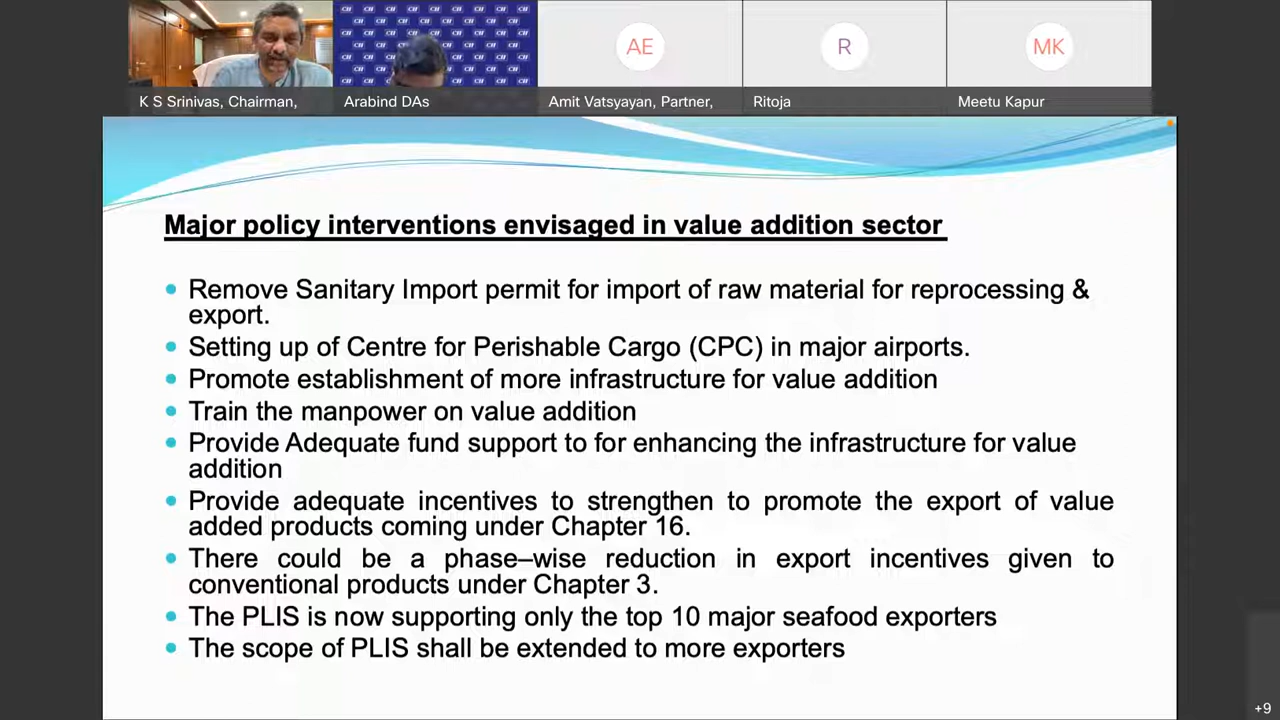 AE
R
MK
K S Srinivas, Chairman,
Arabind DAs
Amit Vatsyayan, Partner,
Ritoja
Meetu Kapur
Major policy interventions envisaged in value addition sector
Remove Sanitary Import permit for import of raw material for reprocessing &
export.
Setting up of Centre for Perishable Cargo (CPC) in major airports.
Promote establishment of more infrastructure for value addition
Train the manpower on value addition
Provide Adequate fund support to for enhancing the infrastructure for value
addition
Provide adequate incentives to strengthen to promote the export of value
added products coming under Chapter 16.
There could be a phase–wise reduction in export incentives given to
conventional products under Chapter 3.
The PLIS is now supporting only the top 10 major seafood exporters
The scope of PLIS shall be extended to more exporters
+9